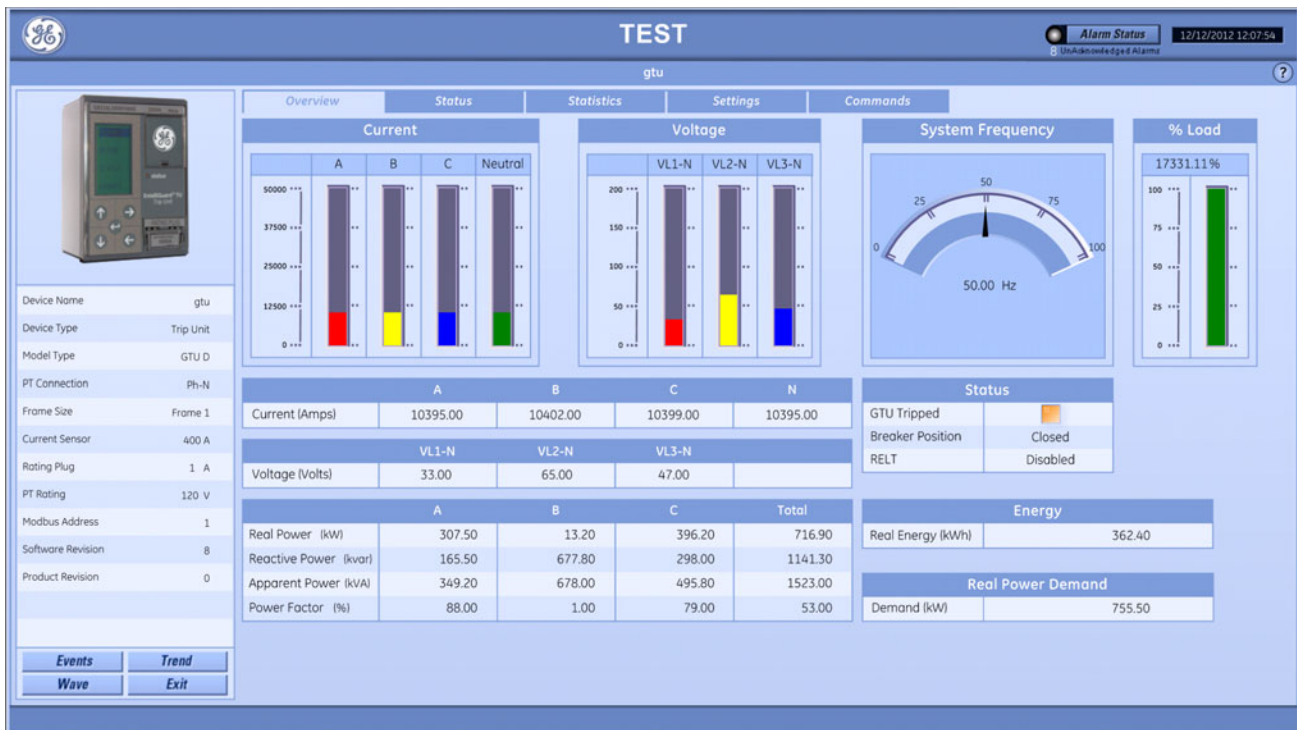 TEST
Alarm Status
12/12/2012 12:07:54
8 UnAcknowledged Alarms
gtu
?
Overview Status Statistics Settings Commands
Current
A B C Neutral
50000
37500
25000
12500
0
Voltage
VL1-N VL2-N VL3-N
200
150
100
50
0
System Frequency
0 25 50 75 100
50.00 Hz
% Load
17331.11%
100
75
50
25
0
Device Name gtu
Device Type Trip Unit
Model Type GTU D
PT Connection Ph-N
Frame Size Frame 1
Current Sensor 400 A
Rating Plug 1 A
PT Rating 120 V
Modbus Address 1
Software Revision 8
Product Revision 0
Events Trend
Wave Exit
A B C N
Current (Amps) 10395.00 10402.00 10399.00 10395.00
VL1-N VL2-N VL3-N
Voltage (Volts) 33.00 65.00 47.00
A B C Total
Real Power (kW) 307.50 13.20 396.20 716.90
Reactive Power (kvar) 165.50 677.80 298.00 1141.30
Apparent Power (kVA) 349.20 678.00 495.80 1523.00
Power Factor (%) 88.00 1.00 79.00 53.00
Status
GTU Tripped
Breaker Position Closed
RELT Disabled
Energy
Real Energy (kWh) 362.40
Real Power Demand
Demand (kW) 755.50